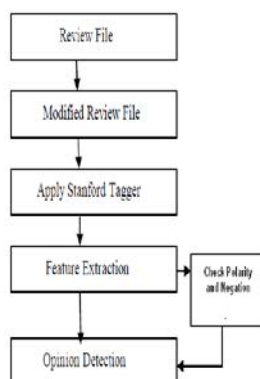 Review File
Modified Review File
Apply Stanford Tagger
Feature Extraction
Check Polarity
and Negation
.
Opinion Detection